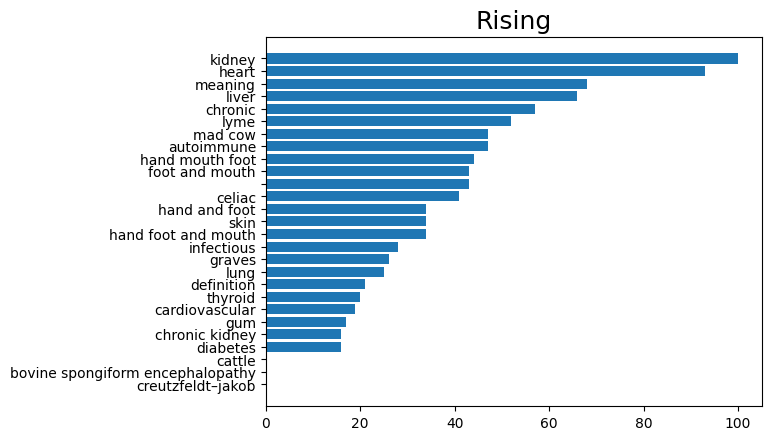 Rising
kidney
heart
meaning
liver
chronic
lyme
mad cow
autoimmune
hand mouth foot
foot and mouth
celiac
hand and foot
skin
hand foot and mouth
infectious
graves
lung
definition
thyroid
cardiovascular
gum
chronic kidney
diabetes
cattle
bovine spongiform encephalopathy
creutzfeldt–jakob
0 20 40 60 80 100